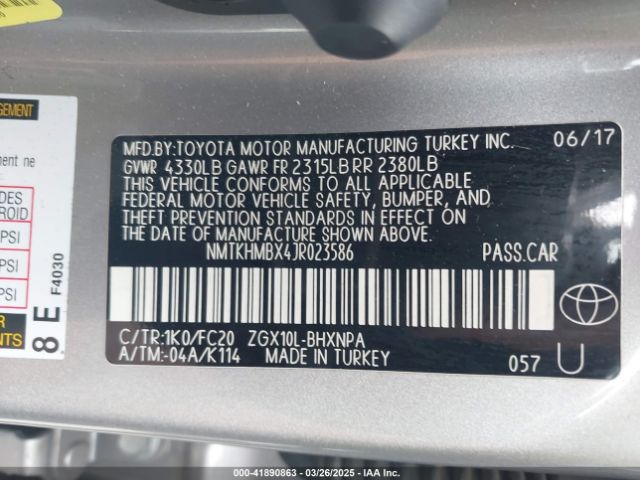 GEMENT
ment ne
DES
ROID
PSI
PSI
R
ENTS
8 E
F4030
MFD.BY:TOYOTA MOTOR MANUFACTURING TURKEY INC. 06/17
GVWR 4330LB GAWR FR 2315LB RR 2380LB
THIS VEHICLE CONFORMS TO ALL APPLICABLE
FEDERAL MOTOR VEHICLE SAFETY, BUMPER, AND
THEFT PREVENTION STANDARDS IN EFFECT ON
THE DATE OF MANUFACTURE SHOWN ABOVE.
NMTKHMBX4JR023586 PASS.CAR
C/TR:1K0/FC20 ZGX10L-BHXNPA
A/TM:-04A/K114 MADE IN TURKEY
057 U
000-41890863 - 03/26/2025 - IAA Inc.